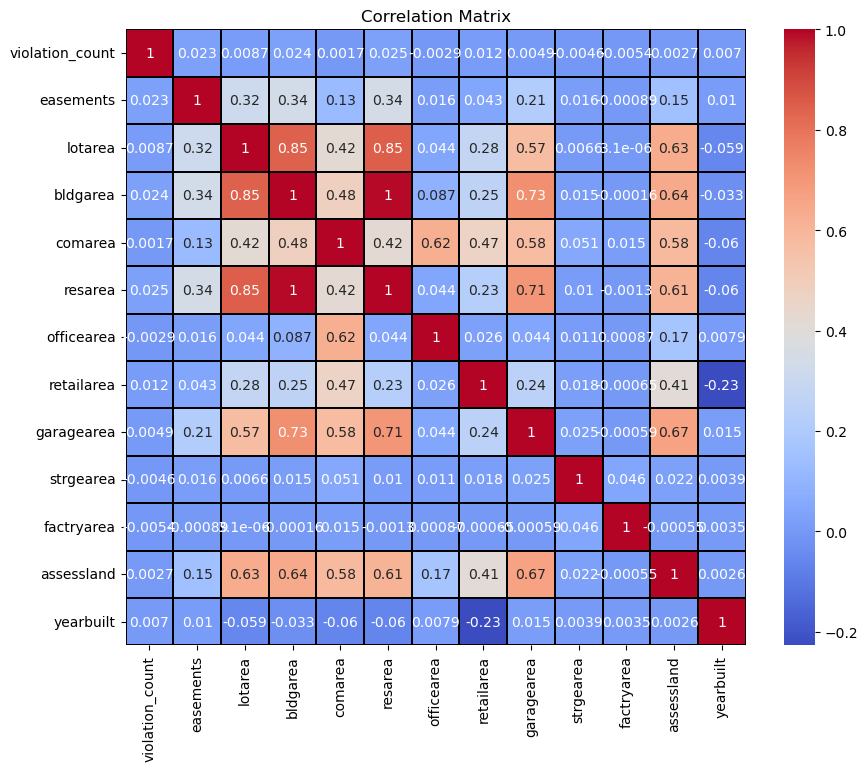 Correlation Matrix
violation_count 1 0.023 0.0087 0.024 0.0017 0.025 -0.0029 0.012 0.0049 -0.0046 -0.0054 0.0027 0.007
easements 0.023 1 0.32 0.34 0.13 0.34 0.016 0.043 0.21 0.016 -0.00089 0.15 0.01
lotarea 0.0087 0.32 1 0.85 0.42 0.85 0.044 0.28 0.57 0.0066 3.1e-06 0.63 -0.059
bldgarea 0.024 0.34 0.85 1 0.48 1 0.087 0.25 0.73 0.015 -0.00016 0.64 -0.033
comarea 0.0017 0.13 0.42 0.48 1 0.42 0.62 0.47 0.58 0.051 0.015 0.58 -0.06
resarea 0.025 0.34 0.85 1 0.42 1 0.044 0.23 0.71 0.01 -0.0013 0.61 -0.06
officearea -0.0029 0.016 0.044 0.087 0.62 0.044 1 0.026 0.044 0.011 0.17 0.0079
retailarea 0.012 0.043 0.28 0.25 0.47 0.23 0.026 1 0.24 0.018 -0.00065 0.41 -0.23
garagearea 0.0049 0.21 0.57 0.73 0.58 0.71 0.044 0.24 1 0.025 -0.00059 0.67 0.015
strgearea -0.0046 0.016 0.0066 0.015 0.051 0.01 0.011 0.018 0.025 1 0.046 0.022 0.0039
factryarea -0.0054 -0.00089 3.1e-06 -0.00016 0.015 -0.0013 -0.00065 -0.00059 0.046 1 -0.00055 0.0035
assessland 0.0027 0.15 0.63 0.64 0.58 0.61 0.17 0.41 0.67 0.022 -0.00055 1 0.0026
yearbuilt 0.007 0.01 -0.059 -0.033 -0.06 -0.06 0.0079 -0.23 0.015 0.0039 0.0035 0.0026 1
violation_count easements lotarea bldgarea comarea resarea officearea retailarea garagearea strgearea factryarea assessland yearbuilt
1.0
0.8
0.6
0.4
0.2
0.0
−0.2